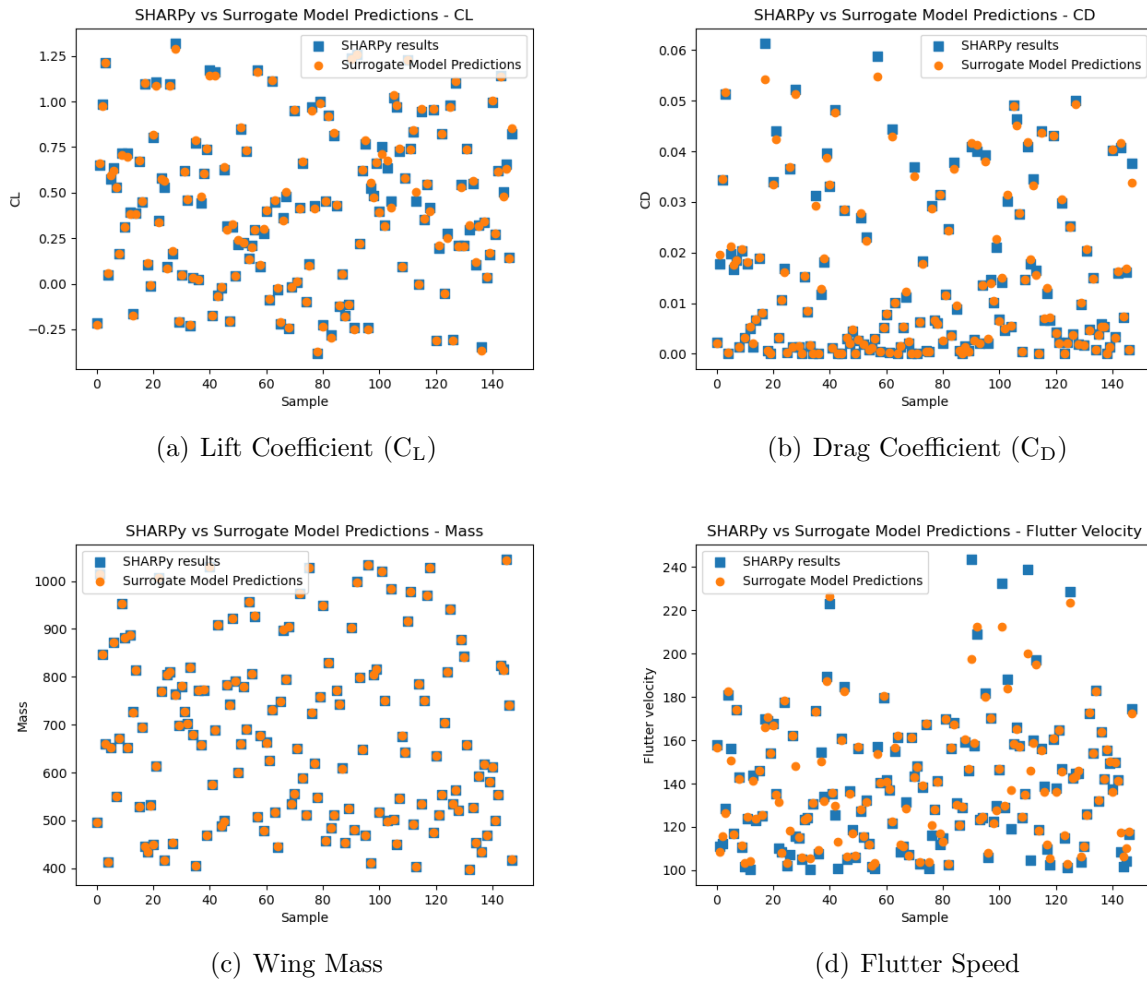 SHARPy vs Surrogate Model Predictions - CL
SHARPy results
Surrogate Model Predictions
1.25
1.00
0.75
0.50
0.25
0.00
−0.25
CL
0 20 40 60 80 100 120 140
Sample
(a) Lift Coefficient (C_L)
SHARPy vs Surrogate Model Predictions - CD
SHARPy results
Surrogate Model Predictions
0.06
0.05
0.04
0.03
0.02
0.01
0.00
CD
0 20 40 60 80 100 120 140
Sample
(b) Drag Coefficient (C_D)
SHARPy vs Surrogate Model Predictions - Mass
SHARPy results
Surrogate Model Predictions
1000
900
800
700
600
500
400
Mass
0 20 40 60 80 100 120 140
Sample
(c) Wing Mass
SHARPy vs Surrogate Model Predictions - Flutter Velocity
SHARPy results
Surrogate Model Predictions
240
220
200
180
160
140
120
100
Flutter velocity
0 20 40 60 80 100 120 140
Sample
(d) Flutter Speed